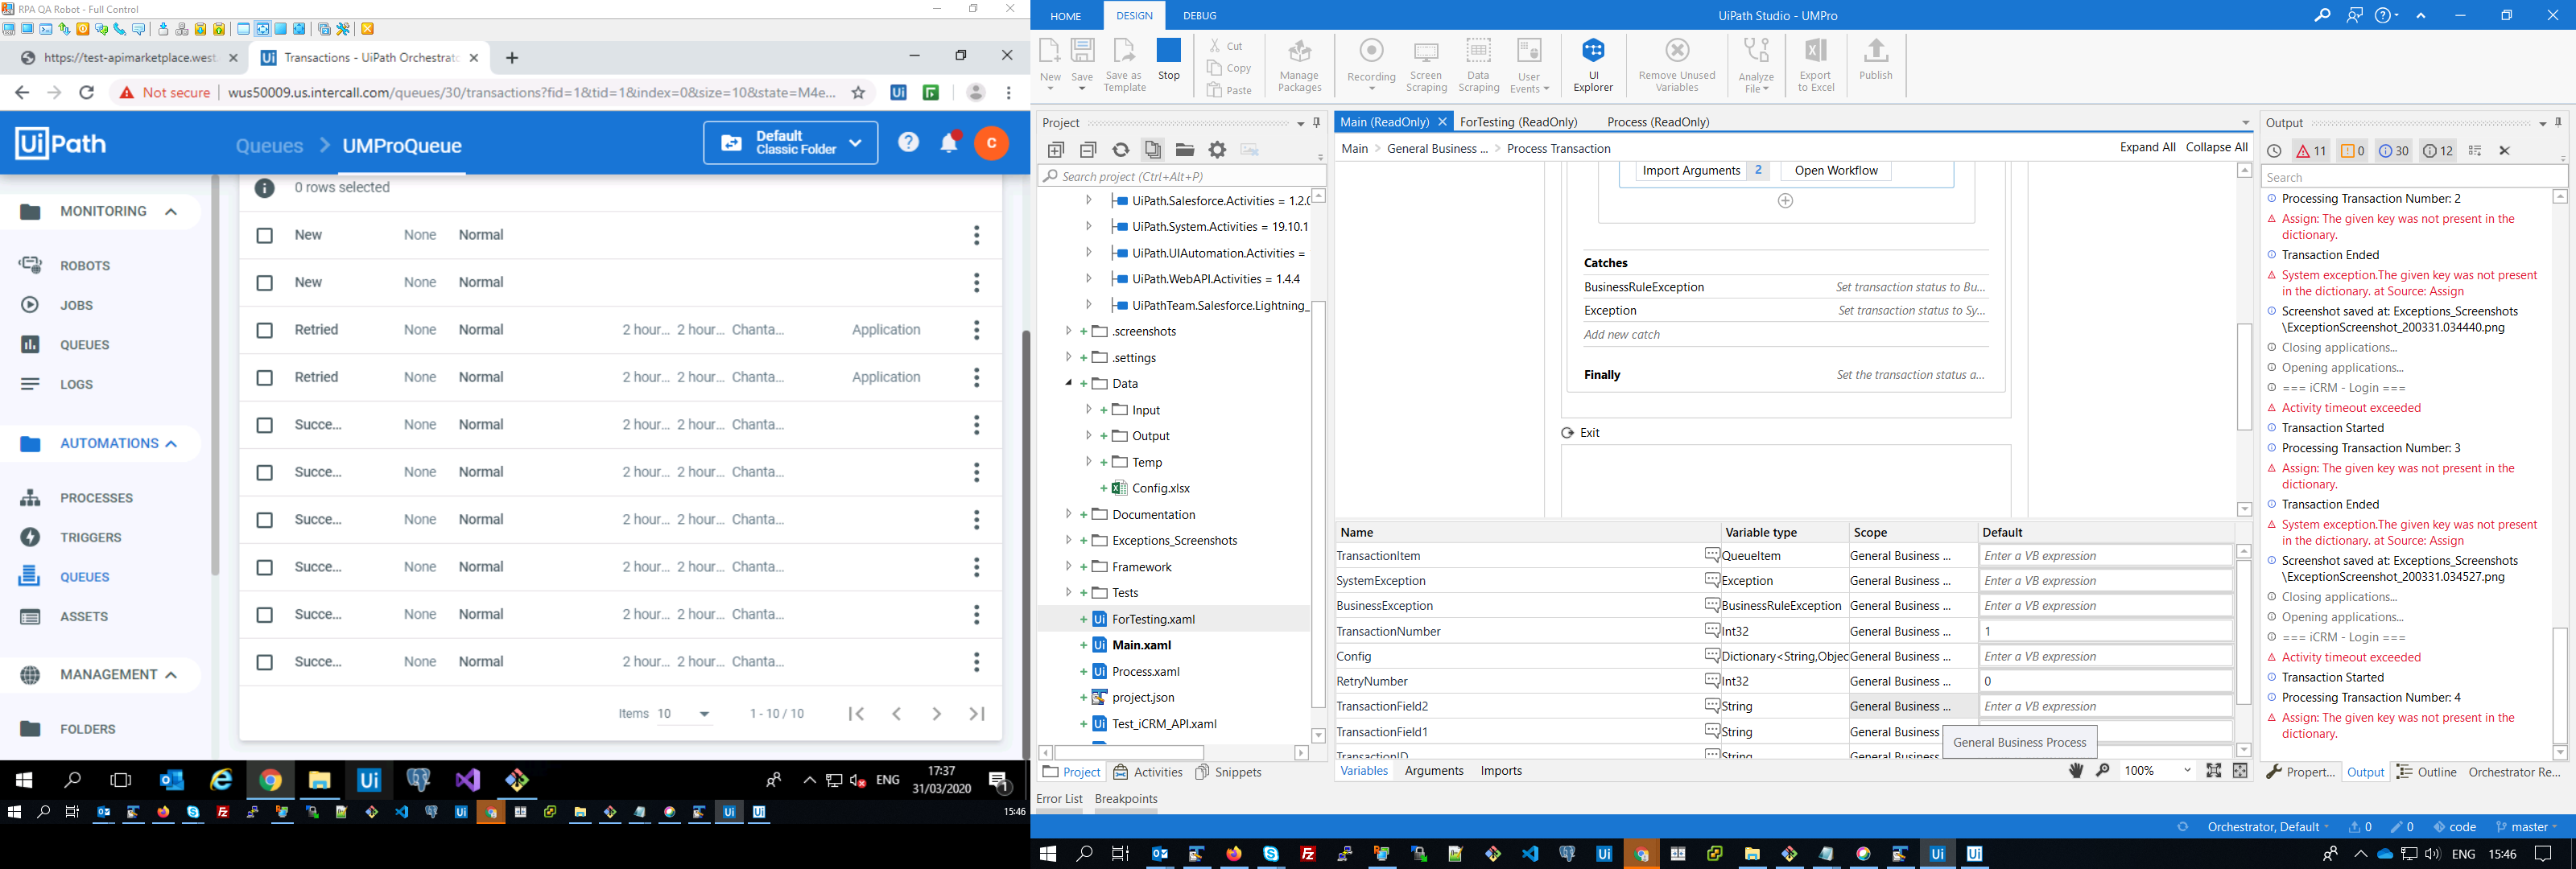 RPA QA Robot - Full Control
https://test-apimarketplace.west.
Transactions - UiPath Orchestrato
Not secure
wus50009.us.intercall.com/queues/30/transactions?fid=1&tid=1&index=0&size=10&state=M4e...
Ui Path
Queues > UMProQueue
Default
Classic Folder
C
0 rows selected
MONITORING
ROBOTS
JOBS
QUEUES
LOGS
AUTOMATIONS
PROCESSES
TRIGGERS
QUEUES
ASSETS
MANAGEMENT
FOLDERS
New None Normal
New None Normal
Retried None Normal 2 hour... 2 hour... Chanta... Application
Retried None Normal 2 hour... 2 hour... Chanta... Application
Succe... None Normal 2 hour... 2 hour... Chanta...
Succe... None Normal 2 hour... 2 hour... Chanta...
Succe... None Normal 2 hour... 2 hour... Chanta...
Succe... None Normal 2 hour... 2 hour... Chanta...
Succe... None Normal 2 hour... 2 hour... Chanta...
Succe... None Normal 2 hour... 2 hour... Chanta...
Items 10 1 - 10 / 10
ENG
17:37
31/03/2020
1
15:46
HOME DESIGN DEBUG
UiPath Studio - UMPro
New
Save
Save as
Template
Stop
Cut
Copy
Paste
Manage
Packages
Recording
Screen
Scraping
Data
Scraping
User
Events
UI
Explorer
Remove Unused
Variables
Analyze
File
Export
to Excel
Publish
Project
Search project (Ctrl+Alt+P)
UiPath.Salesforce.Activities = 1.2.0
UiPath.System.Activities = 19.10.1
UiPath.UIAutomation.Activities =
UiPath.WebAPI.Activities = 1.4.4
UiPathTeam.Salesforce.Lightning_
.screenshots
.settings
Data
Input
Output
Temp
Config.xlsx
Documentation
Exceptions_Screenshots
Framework
Tests
ForTesting.xaml
Main.xaml
Process.xaml
project.json
Test_iCRM_API.xaml
Project Activities Snippets
Error List Breakpoints
Main (ReadOnly) ForTesting (ReadOnly) Process (ReadOnly)
Main > General Business ... > Process Transaction
Expand All Collapse All
Import Arguments 2 Open Workflow
Catches
BusinessRuleException Set transaction status to Bu...
Exception Set transaction status to Sy...
Add new catch
Finally Set the transaction status a...
Exit
Name Variable type Scope Default
TransactionItem QueueItem General Business ... Enter a VB expression
SystemException Exception General Business ... Enter a VB expression
BusinessException BusinessRuleException General Business ... Enter a VB expression
TransactionNumber Int32 General Business ... 1
Config Dictionary<String,Objec General Business ... Enter a VB expression
RetryNumber Int32 General Business ... 0
TransactionField2 String General Business ... Enter a VB expression
TransactionField1 String General Business
TransactionID String General Business
General Business Process
Variables Arguments Imports
100%
Output
11 0 30 12
Search
Processing Transaction Number: 2
Assign: The given key was not present in the
dictionary.
Transaction Ended
System exception.The given key was not present
in the dictionary. at Source: Assign
Screenshot saved at: Exceptions_Screenshots
\ExceptionScreenshot_200331.034440.png
Closing applications...
Opening applications...
=== iCRM - Login ===
Activity timeout exceeded
Transaction Started
Processing Transaction Number: 3
Assign: The given key was not present in the
dictionary.
Transaction Ended
System exception.The given key was not present
in the dictionary. at Source: Assign
Screenshot saved at: Exceptions_Screenshots
\ExceptionScreenshot_200331.034527.png
Closing applications...
Opening applications...
=== iCRM - Login ===
Activity timeout exceeded
Transaction Started
Processing Transaction Number: 4
Assign: The given key was not present in the
dictionary.
Propert... Output Outline Orchestrator Re...
Orchestrator, Default 0 0 code master
ENG 15:46